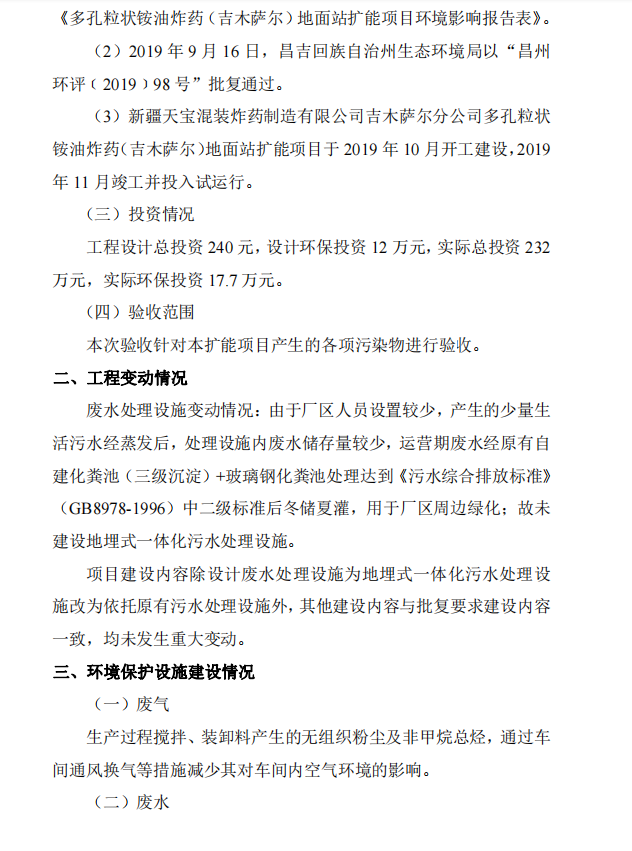 《多孔粒状铵油炸药（吉木萨尔）地面站扩能项目环境影响报告表》。
（2）2019 年 9 月 16 日，昌吉回族自治州生态环境局以“昌州
环评﹝2019﹞98 号”批复通过。
（3）新疆天宝混装炸药制造有限公司吉木萨尔分公司多孔粒状
铵油炸药（吉木萨尔）地面站扩能项目于 2019 年 10 月开工建设，2019
年 11 月竣工并投入试运行。
（三）投资情况
工程设计总投资 240 元，设计环保投资 12 万元，实际总投资 232
万元，实际环保投资 17.7 万元。
（四）验收范围
本次验收针对本扩能项目产生的各项污染物进行验收。
二、工程变动情况
废水处理设施变动情况：由于厂区人员设置较少，产生的少量生
活污水经蒸发后，处理设施内废水储存量较少，运营期废水经原有自
建化粪池（三级沉淀）+玻璃钢化粪池处理达到《污水综合排放标准》
（GB8978-1996）中二级标准后冬储夏灌，用于厂区周边绿化；故未
建设地埋式一体化污水处理设施。
项目建设内容除设计废水处理设施为地埋式一体化污水处理设
施改为依托原有污水处理设施外，其他建设内容与批复要求建设内容
一致，均未发生重大变动。
三、环境保护设施建设情况
（一）废气
生产过程搅拌、装卸料产生的无组织粉尘及非甲烷总烃，通过车
间通风换气等措施减少其对车间内空气环境的影响。
（二）废水